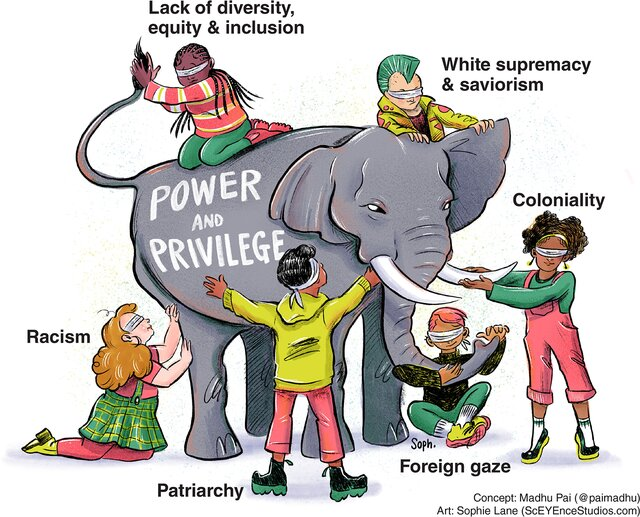 Lack of diversity,
equity & inclusion
White supremacy
& saviorism
POWER
AND
PRIVILEGE
Coloniality
Racism
Soph.
Foreign gaze
Patriarchy
Concept: Madhu Pai (@paimadhu)
Art: Sophie Lane (ScEYEnceStudios.com)